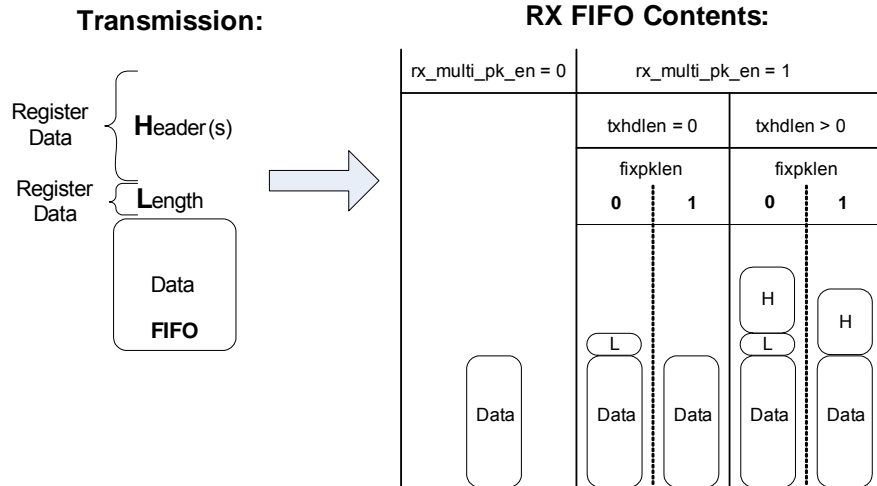 Transmission:
RX FIFO Contents:
rx_multi_pk_en = 0
rx_multi_pk_en = 1
Register
Data
Header(s)
txhdlen = 0
txhdlen > 0
fixpklen
fixpklen
Register
Data
Length
0
1
0
1
Data
FIFO
H
H
L
L
Data
Data
Data
Data
Data